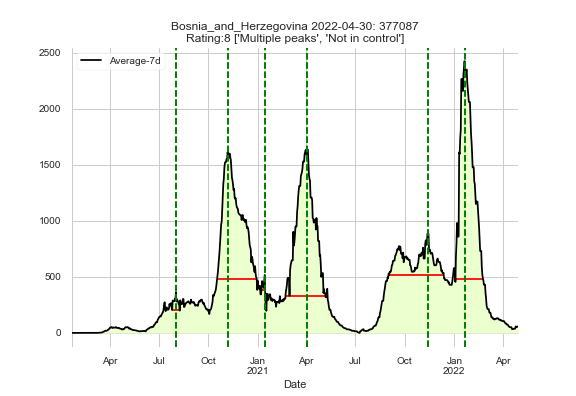 Bosnia_and_Herzegovina 2022-04-30: 377087
Rating:8 ['Multiple peaks', 'Not in control']
Average-7d
2500
2000
1500
1000
500
0
Apr Jul Oct Jan Apr Jul Oct Jan Apr
2021 2022
Date